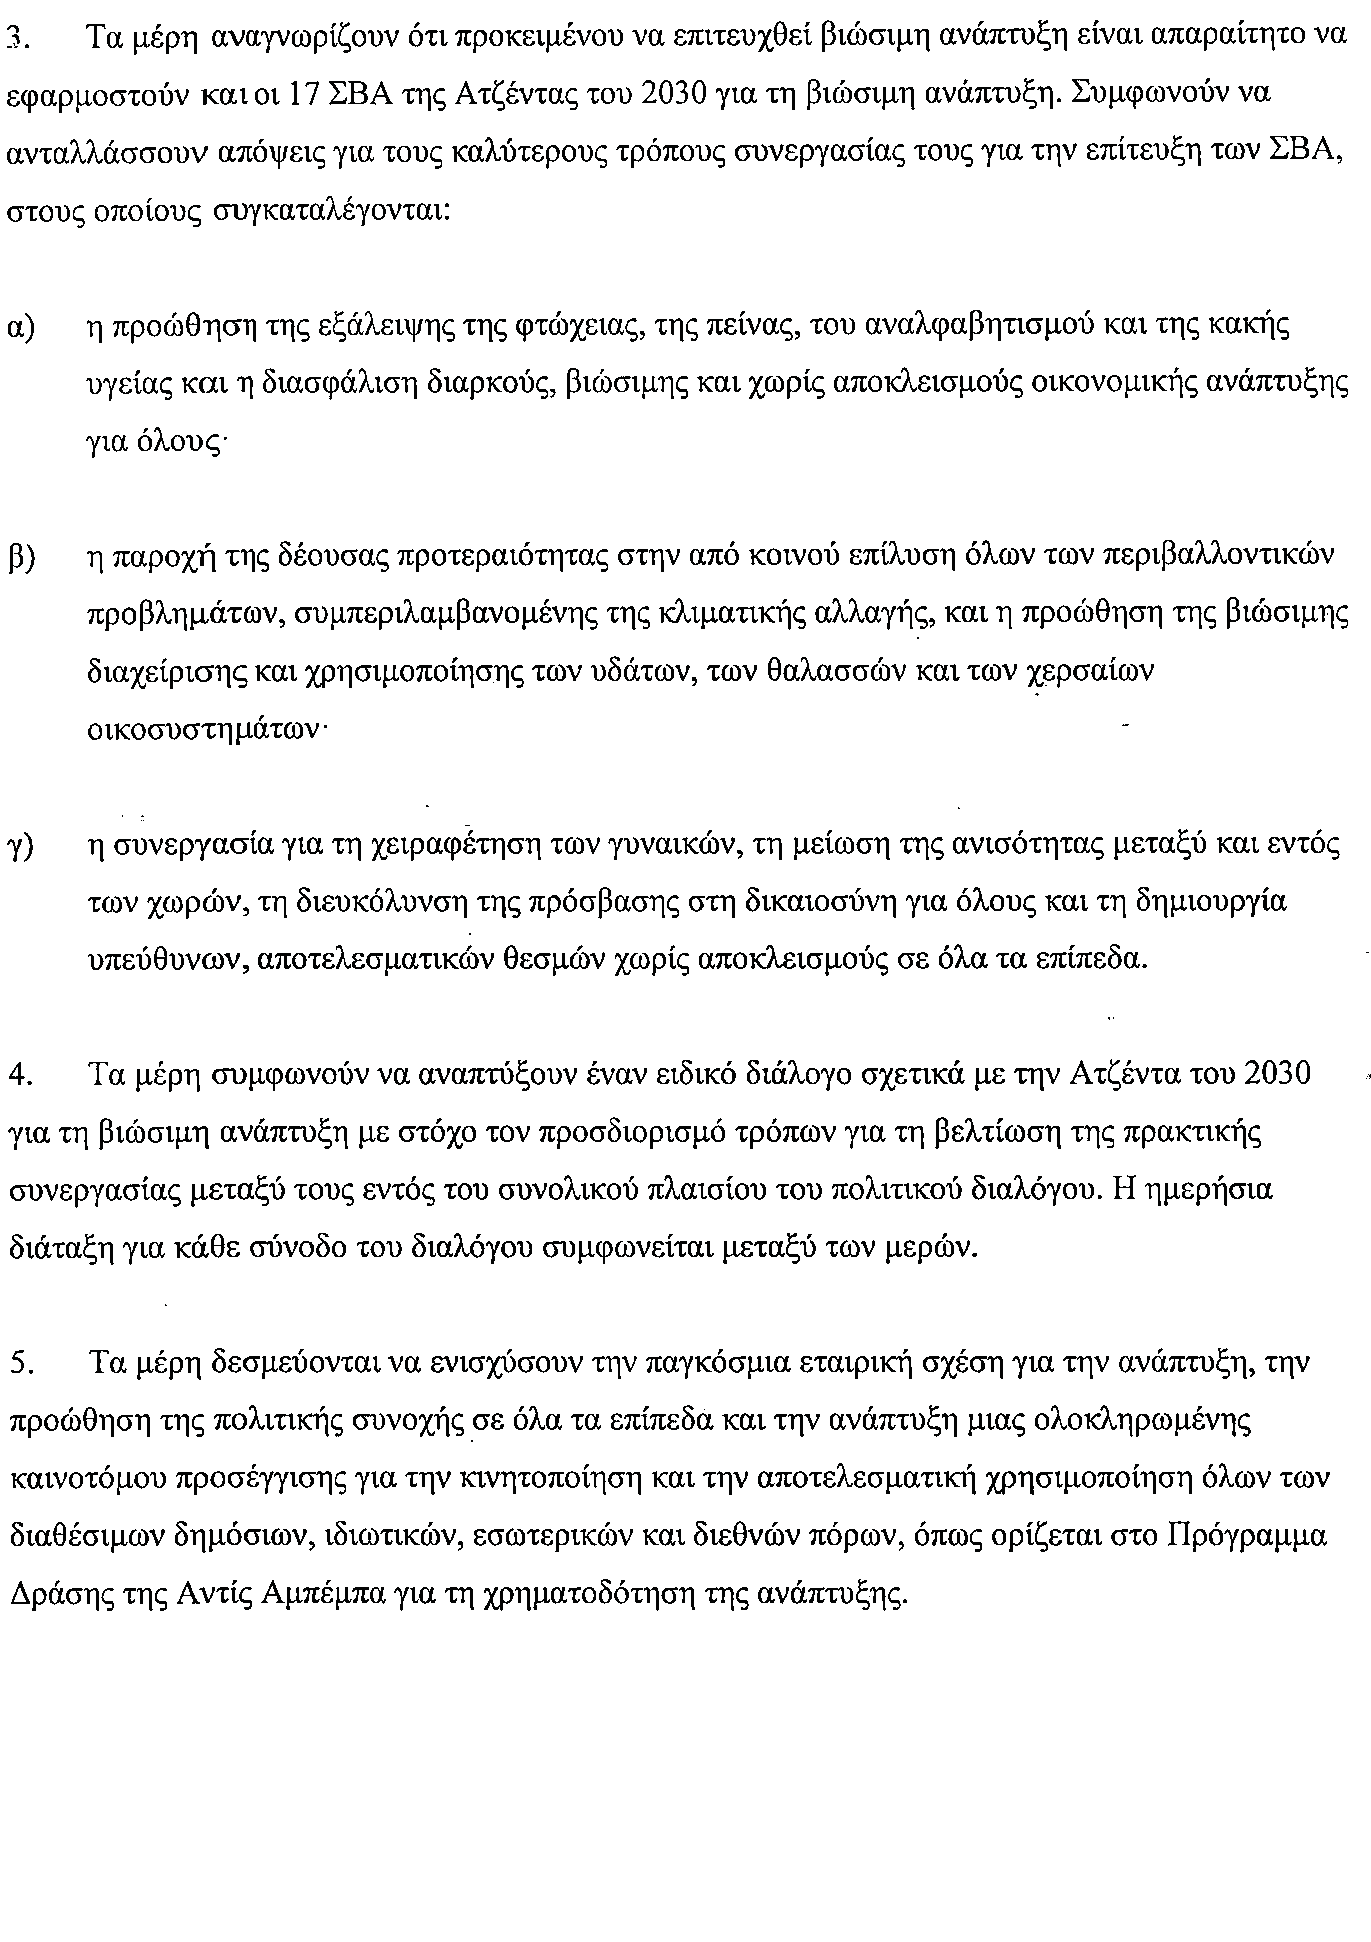 3. Τα μέρη αναγνωρίζουν ότι προκειμένου να επιτευχθεί βιώσιμη ανάπτυξη είναι απαραίτητο να
εφαρμοστούν και οι 17 ΣΒΑ της Ατζέντας του 2030 για τη βιώσιμη ανάπτυξη. Συμφωνούν να
ανταλλάσσουν απόψεις για τους καλύτερους τρόπους συνεργασίας τους για την επίτευξη των ΣΒΑ,
στους οποίους συγκαταλέγονται:
α) η προώθηση της εξάλειψης της φτώχειας, της πείνας, του αναλφαβητισμού και της κακής
υγείας και η διασφάλιση διαρκούς, βιώσιμης και χωρίς αποκλεισμούς οικονομικής ανάπτυξης
για όλους·
β) η παροχή της δέουσας προτεραιότητας στην από κοινού επίλυση όλων των περιβαλλοντικών
προβλημάτων, συμπεριλαμβανομένης της κλιματικής αλλαγής, και η προώθηση της βιώσιμης
διαχείρισης και χρησιμοποίησης των υδάτων, των θαλασσών και των χερσαίων
οικοσυστημάτων·
γ) η συνεργασία για τη χειραφέτηση των γυναικών, τη μείωση της ανισότητας μεταξύ και εντός
των χωρών, τη διευκόλυνση της πρόσβασης στη δικαιοσύνη για όλους και τη δημιουργία
υπεύθυνων, αποτελεσματικών θεσμών χωρίς αποκλεισμούς σε όλα τα επίπεδα.
4. Τα μέρη συμφωνούν να αναπτύξουν έναν ειδικό διάλογο σχετικά με την Ατζέντα του 2030
για τη βιώσιμη ανάπτυξη με στόχο τον προσδιορισμό τρόπων για τη βελτίωση της πρακτικής
συνεργασίας μεταξύ τους εντός του συνολικού πλαισίου του πολιτικού διαλόγου. Η ημερήσια
διάταξη για κάθε σύνοδο του διαλόγου συμφωνείται μεταξύ των μερών.
5. Τα μέρη δεσμεύονται να ενισχύσουν την παγκόσμια εταιρική σχέση για την ανάπτυξη, την
προώθηση της πολιτικής συνοχής σε όλα τα επίπεδα και την ανάπτυξη μιας ολοκληρωμένης
καινοτόμου προσέγγισης για την κινητοποίηση και την αποτελεσματική χρησιμοποίηση όλων των
διαθέσιμων δημόσιων, ιδιωτικών, εσωτερικών και διεθνών πόρων, όπως ορίζεται στο Πρόγραμμα
Δράσης της Αντίς Αμπέμπα για τη χρηματοδότηση της ανάπτυξης.